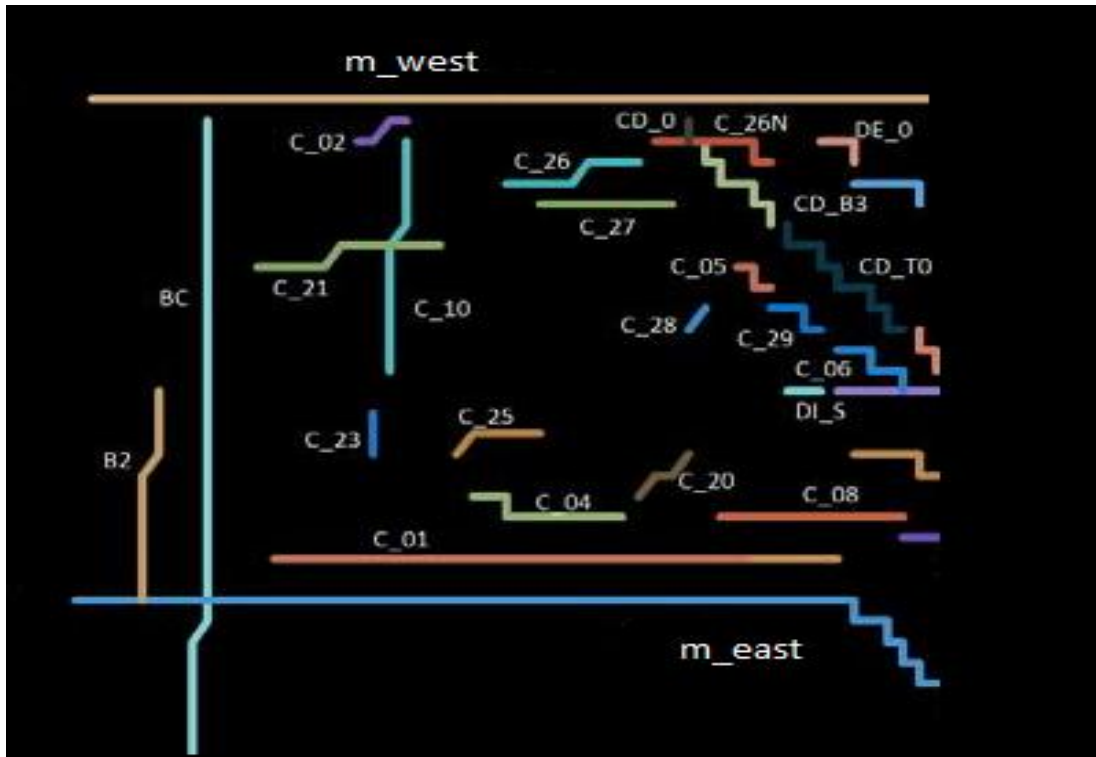 m_west
CD_0
C_26N
DE_0
C_02
C_26
CD_B3
C_27
C_05
CD_T0
C_21
BC
C_10
C_28
C_29
C_06
DI_S
C_25
C_23
B2
C_20
C_04
C_08
C_01
m_east